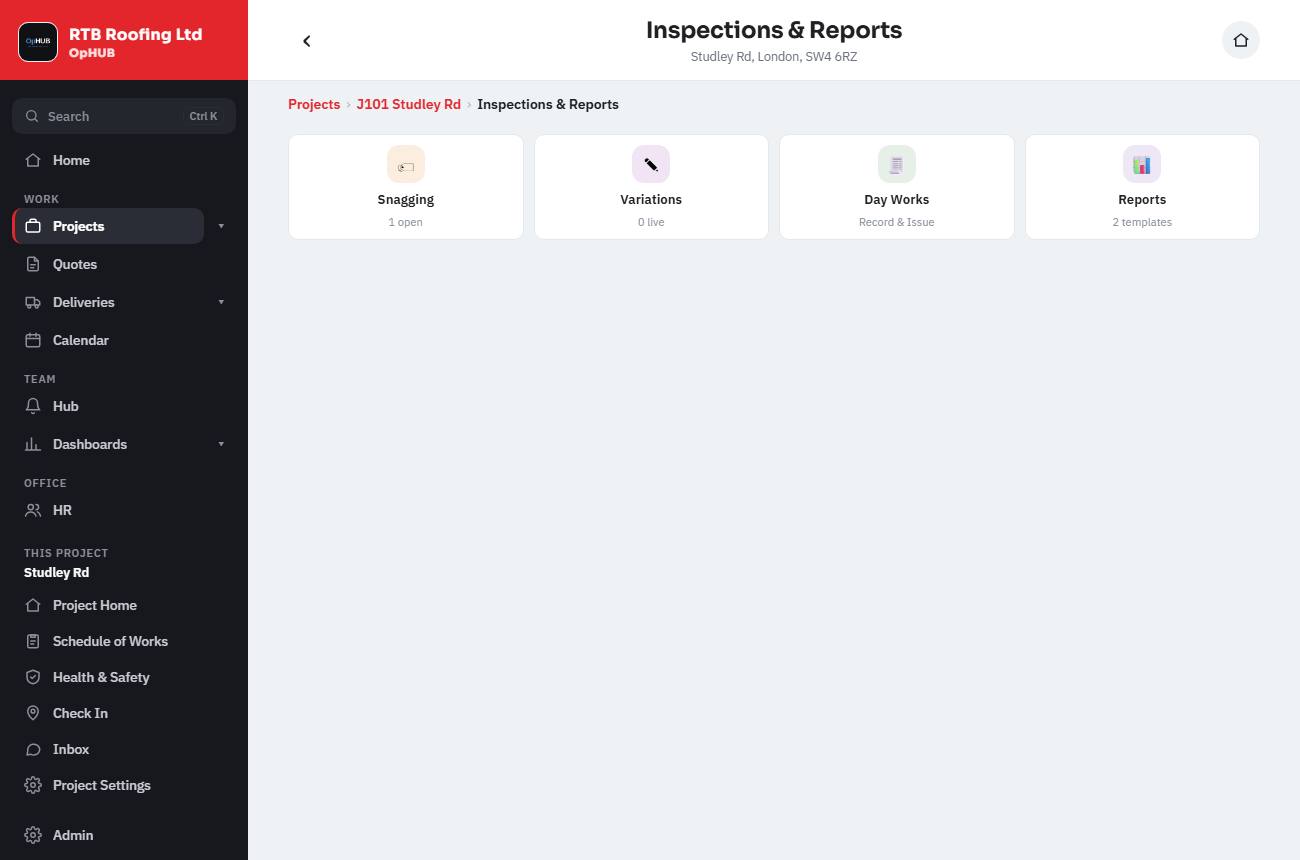 OpHUB
RTB Roofing Ltd
OpHUB
Search
Ctrl K
Home
WORK
Projects
Quotes
Deliveries
Calendar
TEAM
Hub
Dashboards
OFFICE
HR
THIS PROJECT
Studley Rd
Project Home
Schedule of Works
Health & Safety
Check In
Inbox
Project Settings
Admin
Inspections & Reports
Studley Rd, London, SW4 6RZ
Projects › J101 Studley Rd › Inspections & Reports
Snagging
1 open
Variations
0 live
Day Works
Record & Issue
Reports
2 templates